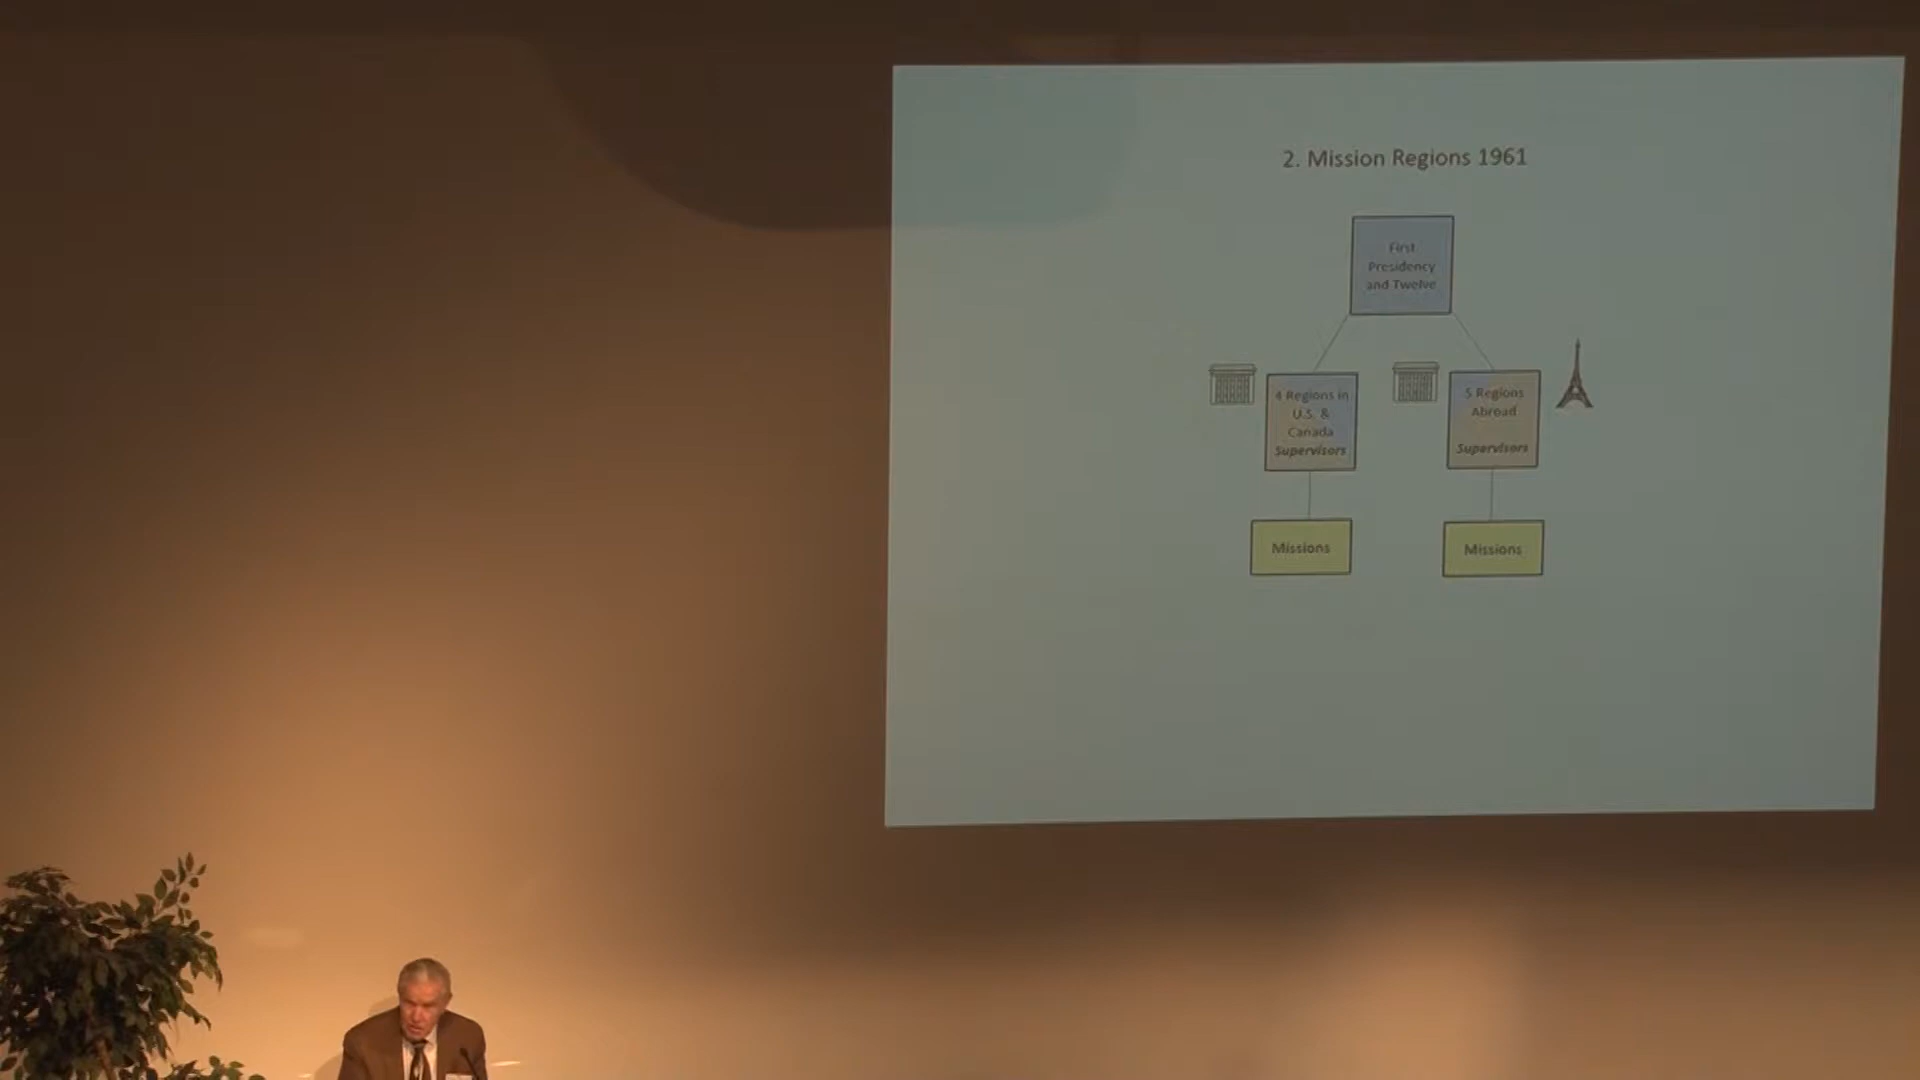 2. Mission Regions 1961
First
Presidency
and Twelve
4 Regions in
U.S. &
Canada
Supervisors
5 Regions
Abroad
Supervisors
Missions
Missions